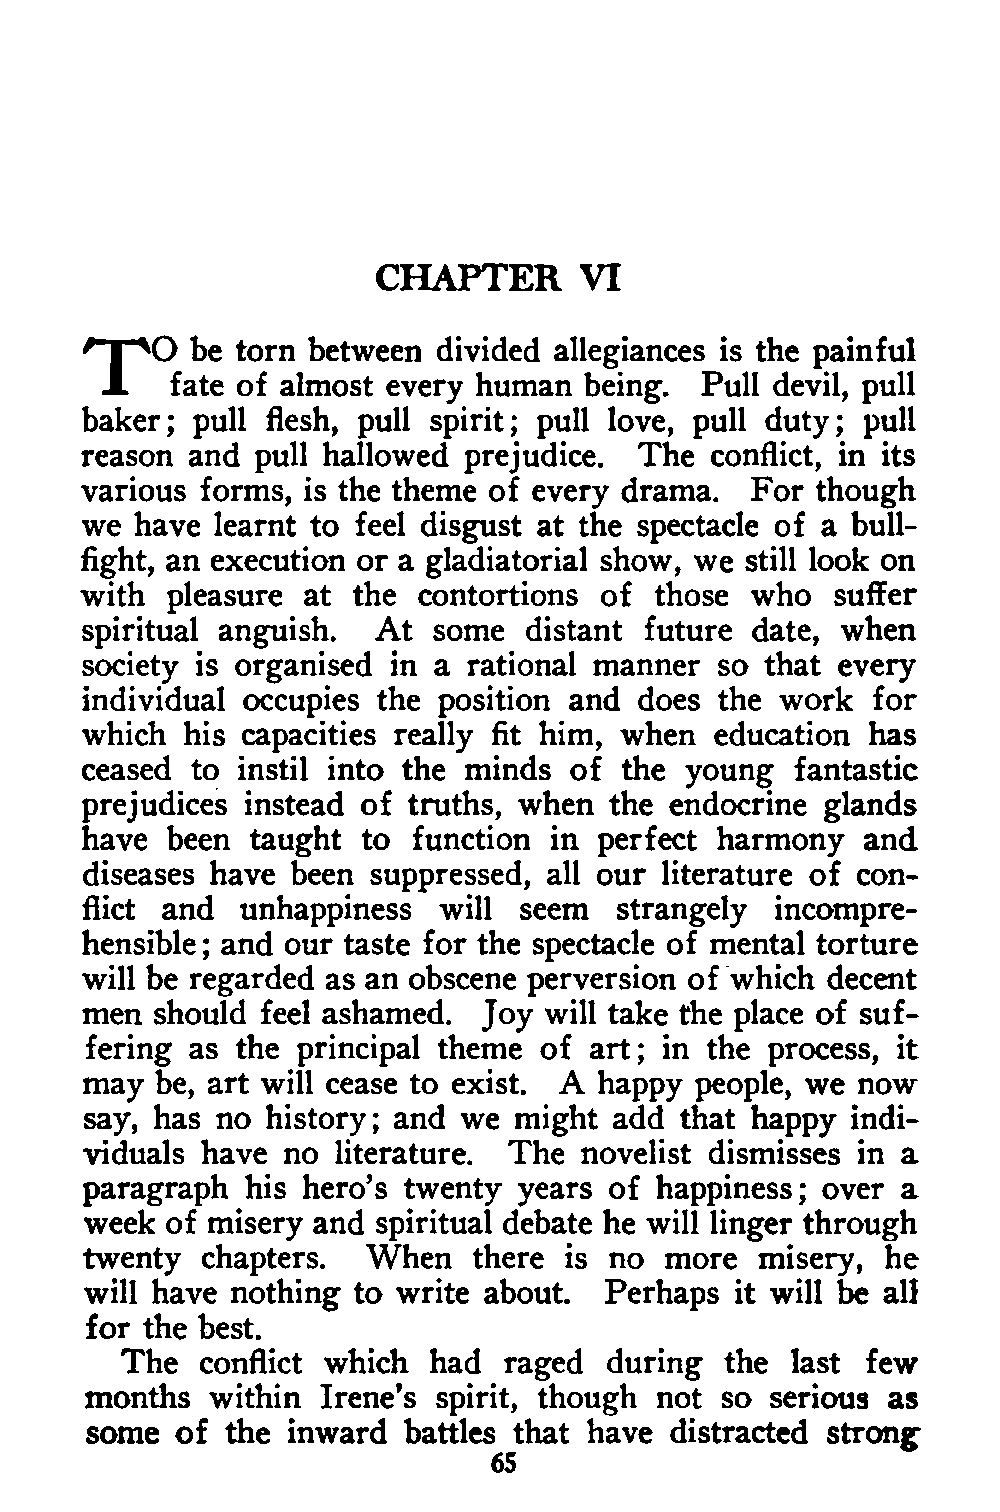 CHAPTER VI
TO be torn between divided allegiances is the painful
fate of almost every human being. Pull devil, pull
baker; pull flesh, pull spirit; pull love, pull duty; pull
reason and pull hallowed prejudice. The conflict, in its
various forms, is the theme of every drama. For though
we have learnt to feel disgust at the spectacle of a bull-
fight, an execution or a gladiatorial show, we still look on
with pleasure at the contortions of those who suffer
spiritual anguish. At some distant future date, when
society is organised in a rational manner so that every
individual occupies the position and does the work for
which his capacities really fit him, when education has
ceased to instil into the minds of the young fantastic
prejudices instead of truths, when the endocrine glands
have been taught to function in perfect harmony and
diseases have been suppressed, all our literature of con-
flict and unhappiness will seem strangely incompre-
hensible; and our taste for the spectacle of mental torture
will be regarded as an obscene perversion of which decent
men should feel ashamed. Joy will take the place of suf-
fering as the principal theme of art; in the process, it
may be, art will cease to exist. A happy people, we now
say, has no history; and we might add that happy indi-
viduals have no literature. The novelist dismisses in a
paragraph his hero's twenty years of happiness; over a
week of misery and spiritual debate he will linger through
twenty chapters. When there is no more misery, he
will have nothing to write about. Perhaps it will be all
for the best.
The conflict which had raged during the last few
months within Irene's spirit, though not so serious as
some of the inward battles that have distracted strong
65